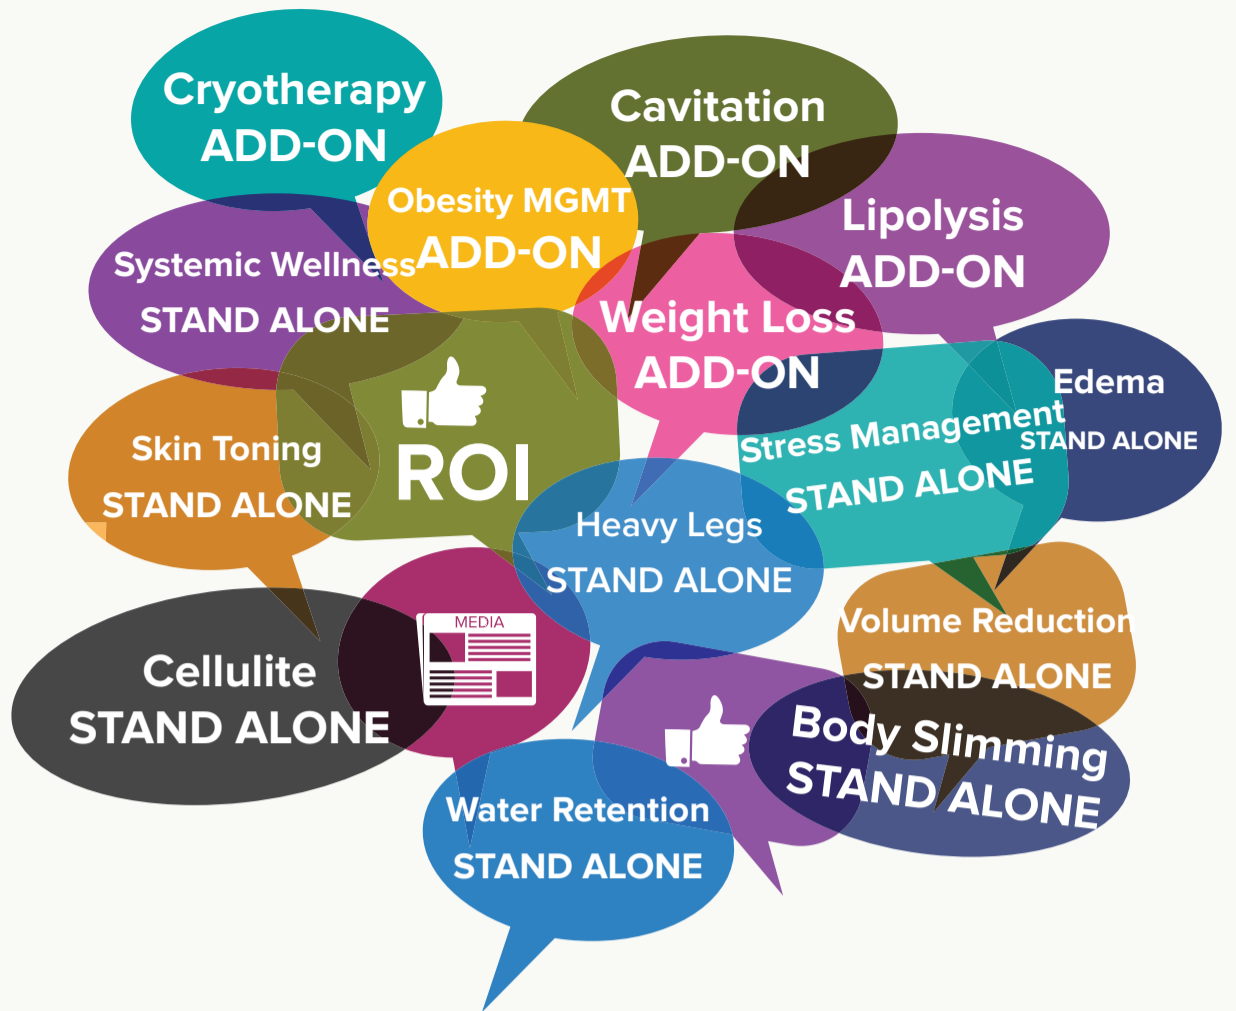 Cryotherapy
ADD-ON
Cavitation
ADD-ON
Obesity MGMT
ADD-ON
Lipolysis
ADD-ON
Systemic Wellness
STAND ALONE
Weight Loss
ADD-ON
Edema
STAND ALONE
Stress Management
STAND ALONE
Skin Toning
STAND ALONE
ROI
Heavy Legs
STAND ALONE
MEDIA
Volume Reduction
STAND ALONE
Cellulite
STAND ALONE
Body Slimming
STAND ALONE
Water Retention
STAND ALONE